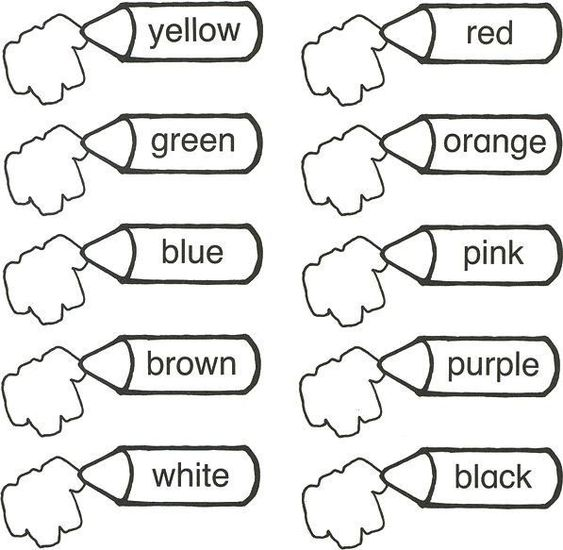 yellow
red
green
orange
blue
pink
brown
purple
white
black